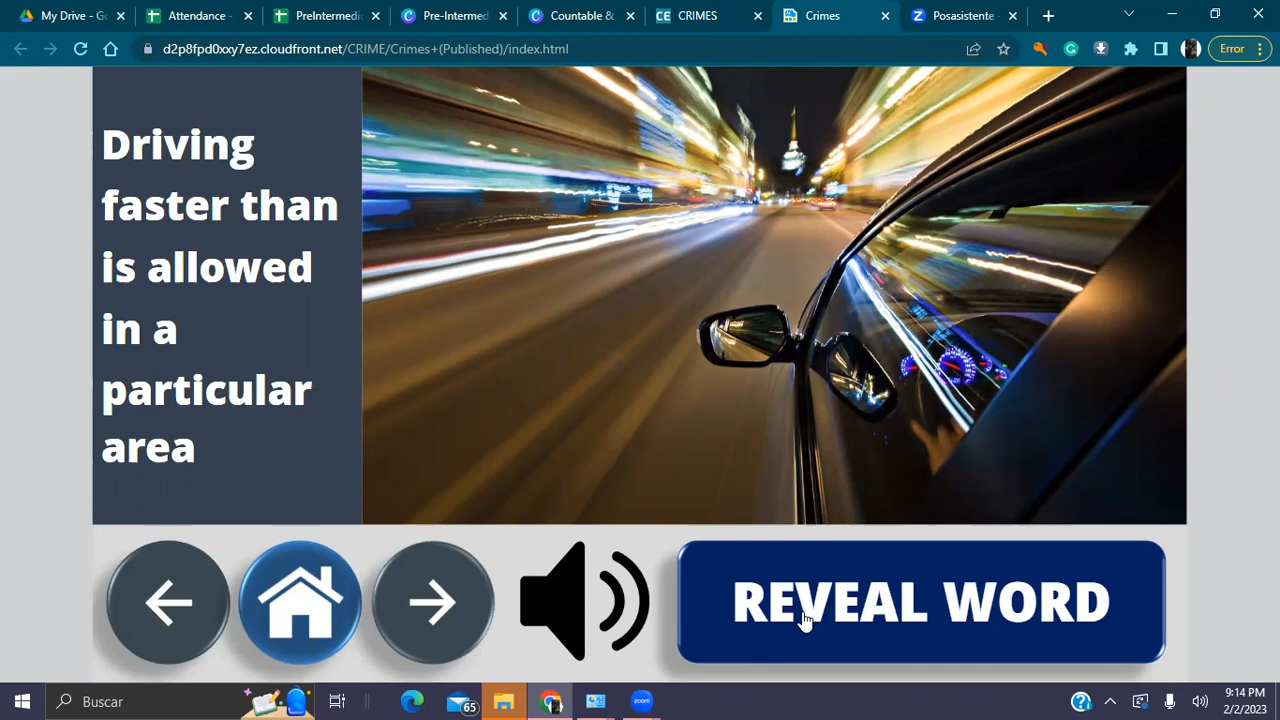 My Drive - G
Attendance -
PreIntermedi
Pre-Intermed
Countable &
CE CRIMES
Crimes
Posasistente -
d2p8fpd0xxy7ez.cloudfront.net/CRIME/Crimes+(Published)/index.html
Error
Driving
faster than
is allowed
in a
particular
area
REVEAL WORD
Buscar
65
zoom
9:14 PM
2/2/2023